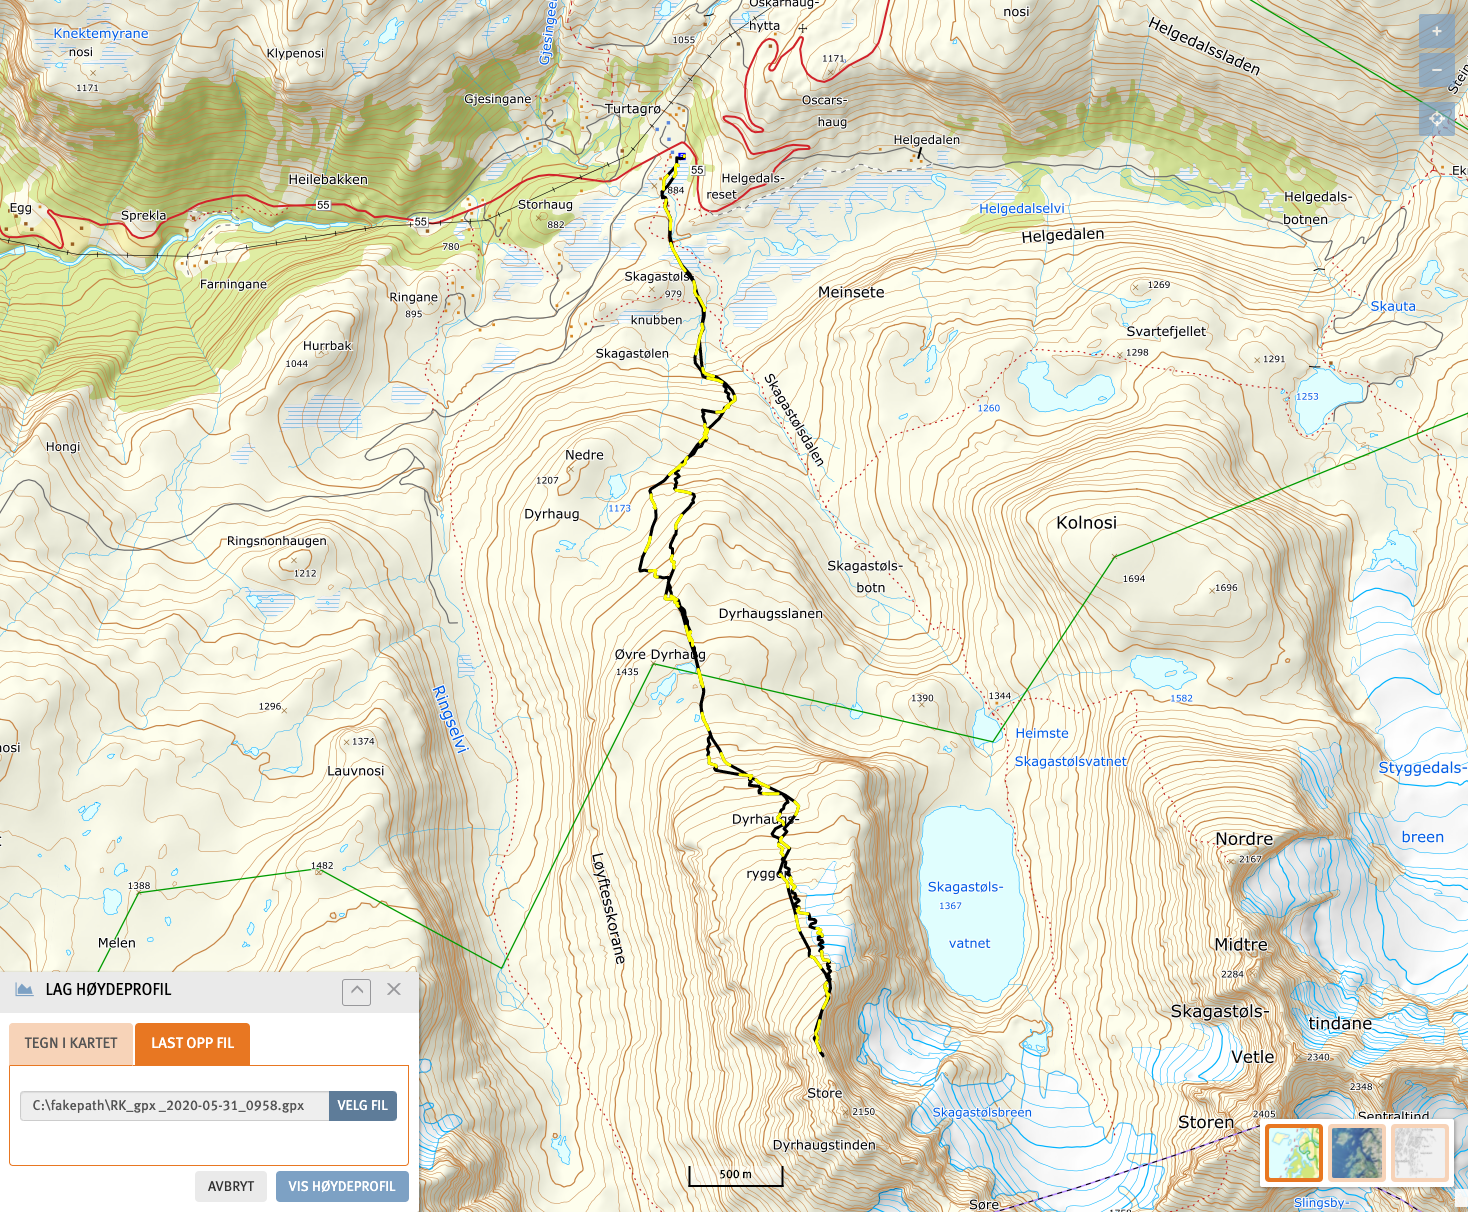 Oskarhaug-
hytta
nosi
Knektemyrane
nosi
Klypenosi
1055
1171
1171
Helgedalssladen
Gjesingane
Turtagrø
Oscars-
haug
Helgedalen
Heilebakken
55
884
Helgedals-
reset
Egg
Sprekla
55
55
Storhaug
882
Helgedalselvi
Helgedals-
botnen
Helgedalen
780
Farningane
Skagastøls-
979
knubben
Ringane
895
Meinsete
1269
Skauta
Hurrbak
1044
Skagastølen
Svartefjellet
1298
1291
Skagastølsdalen
1260
1253
Hongi
Nedre
1207
1173
Dyrhaug
Kolnosi
Ringsnonhaugen
1212
Skagastøls-
botn
1694
1696
Dyrhaugsslanen
Øvre Dyrhaug
1435
1390
1344
1582
Ringselvi
1296
1374
Lauvnosi
Heimste
Skagastølsvatnet
Styggedals-
breen
Dyrhaugs-
rygge
Nordre
2167
1482
1388
Løyftesskorane
Skagastøls-
1367
vatnet
Melen
Midtre
2284
Skagastøls-
tindane
Vetle
2340
2348
Store
2150
Dyrhaugstinden
Skagastølsbreen
Storen
2405
Sentraltind
Søre
Slingsby-
500 m
LAG HØYDEPROFIL
TEGN I KARTET
LAST OPP FIL
C:\fakepath\RK_gpx _2020-05-31_0958.gpx
VELG FIL
AVBRYT
VIS HØYDEPROFIL